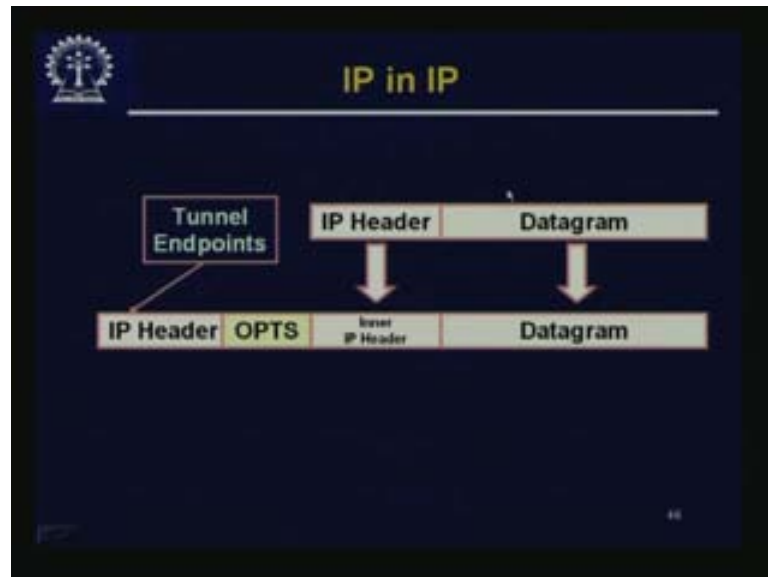 IP in IP
Tunnel
Endpoints
IP Header Datagram
IP Header OPTS Inner
IP Header Datagram